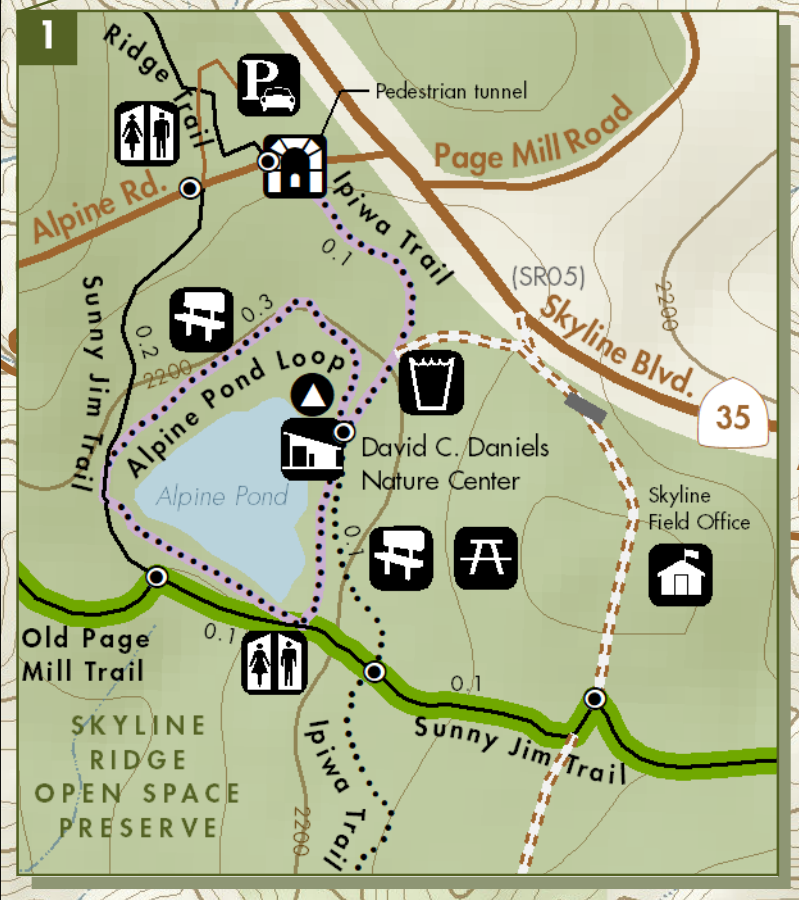 1
Ridge Trail
P
Pedestrian tunnel
Page Mill Road
Alpine Rd.
Ipiwa Trail
0.1
(SR05)
2200
Skyline Blvd.
35
Sunny Jim Trail
0.2
0.3
2200
Alpine Pond Loop
David C. Daniels
Nature Center
Alpine Pond
Skyline
Field Office
0.1
Old Page
Mill Trail
0.1
0.1
Sunny Jim Trail
Ipiwa Trail
2200
SKYLINE
RIDGE
OPEN SPACE
PRESERVE